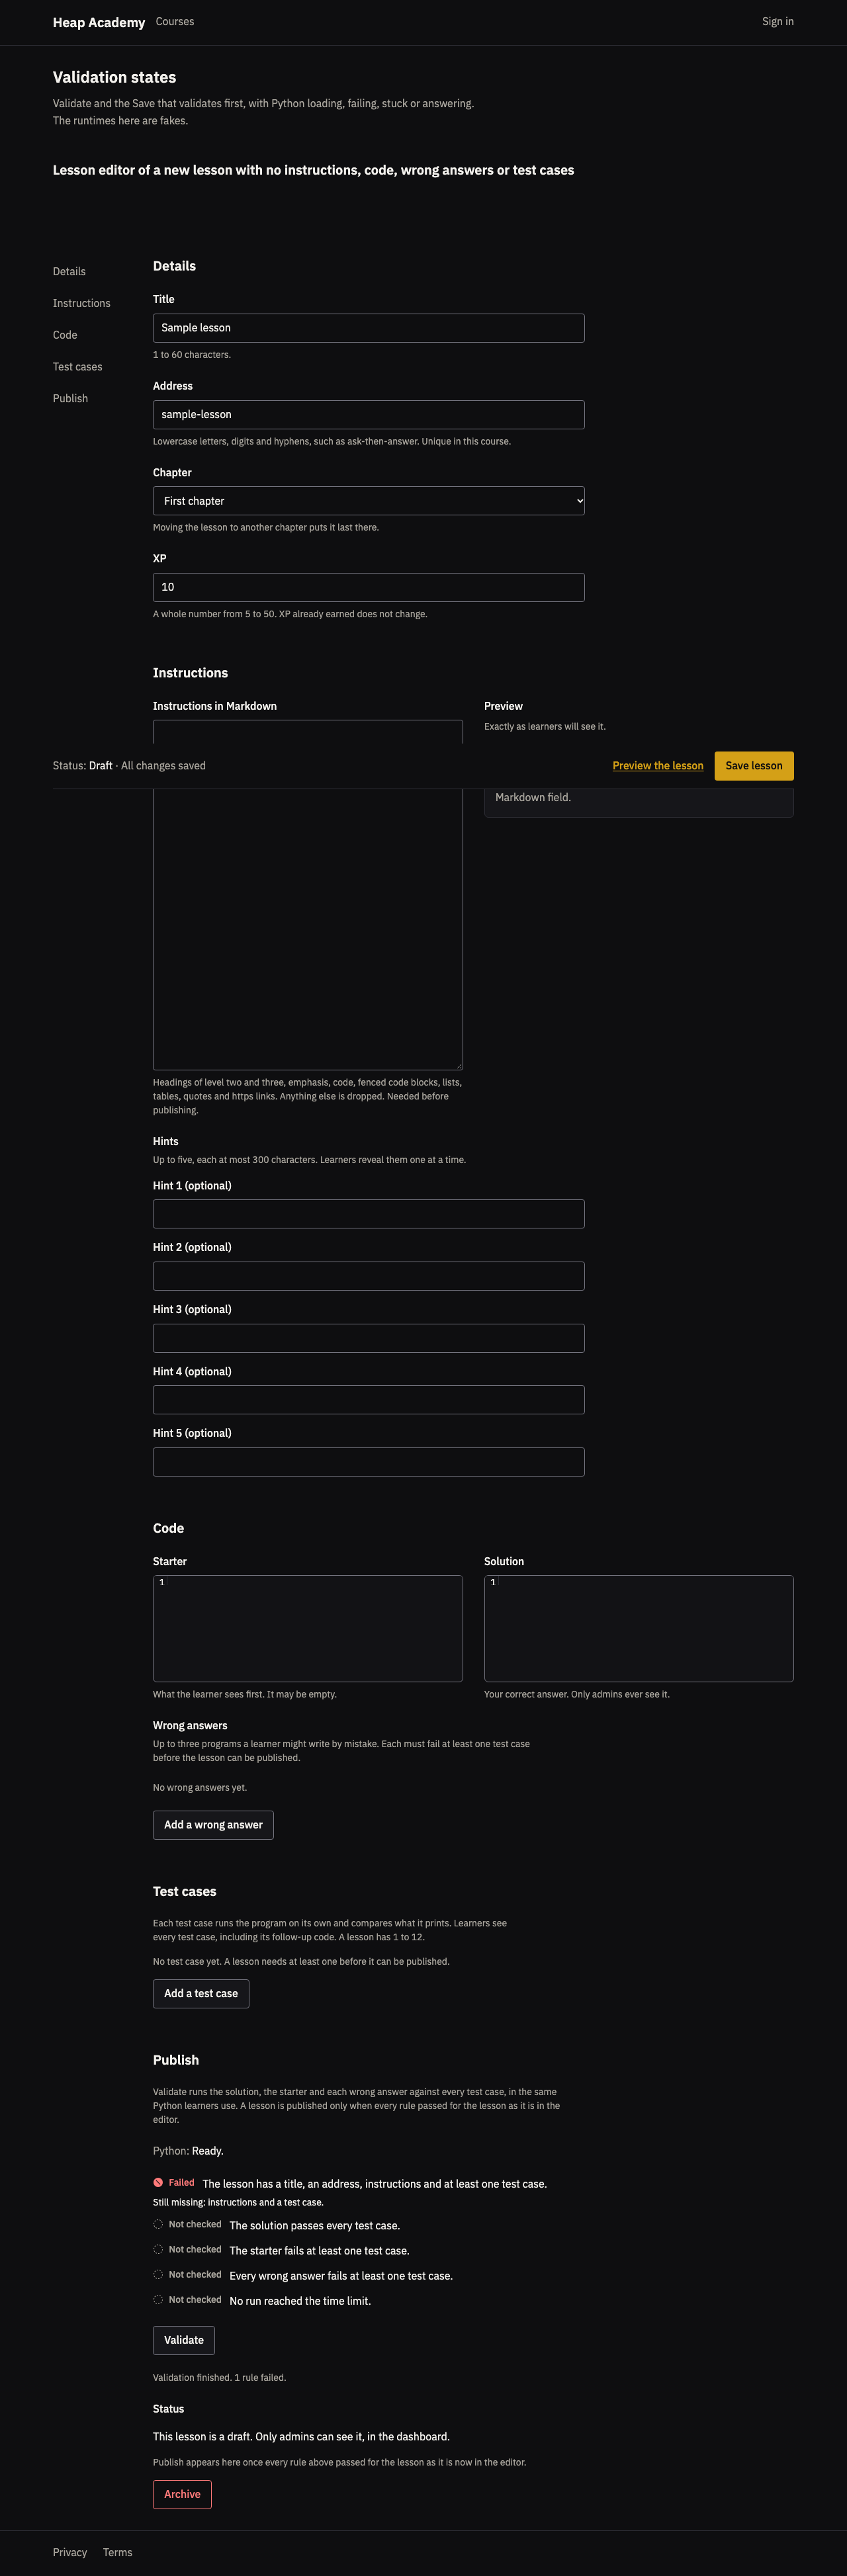 Heap Academy
Courses
Sign in
Validation states
Validate and the Save that validates first, with Python loading, failing, stuck or answering.
The runtimes here are fakes.
Lesson editor of a new lesson with no instructions, code, wrong answers or test cases
Details
Instructions
Code
Test cases
Publish
Details
Title
Sample lesson
1 to 60 characters.
Address
sample-lesson
Lowercase letters, digits and hyphens, such as ask-then-answer. Unique in this course.
Chapter
First chapter
Moving the lesson to another chapter puts it last there.
XP
10
A whole number from 5 to 50. XP already earned does not change.
Instructions
Instructions in Markdown
Preview
Exactly as learners will see it.
Status: Draft · All changes saved
Preview the lesson
Save lesson
Markdown field.
Headings of level two and three, emphasis, code, fenced code blocks, lists,
tables, quotes and https links. Anything else is dropped. Needed before
publishing.
Hints
Up to five, each at most 300 characters. Learners reveal them one at a time.
Hint 1 (optional)
Hint 2 (optional)
Hint 3 (optional)
Hint 4 (optional)
Hint 5 (optional)
Code
Starter
1
What the learner sees first. It may be empty.
Solution
1
Your correct answer. Only admins ever see it.
Wrong answers
Up to three programs a learner might write by mistake. Each must fail at least one test case
before the lesson can be published.
No wrong answers yet.
Add a wrong answer
Test cases
Each test case runs the program on its own and compares what it prints. Learners see
every test case, including its follow-up code. A lesson has 1 to 12.
No test case yet. A lesson needs at least one before it can be published.
Add a test case
Publish
Validate runs the solution, the starter and each wrong answer against every test case, in the same
Python learners use. A lesson is published only when every rule passed for the lesson as it is in the
editor.
Python: Ready.
Failed The lesson has a title, an address, instructions and at least one test case.
Still missing: instructions and a test case.
Not checked The solution passes every test case.
Not checked The starter fails at least one test case.
Not checked Every wrong answer fails at least one test case.
Not checked No run reached the time limit.
Validate
Validation finished. 1 rule failed.
Status
This lesson is a draft. Only admins can see it, in the dashboard.
Publish appears here once every rule above passed for the lesson as it is now in the editor.
Archive
Privacy
Terms